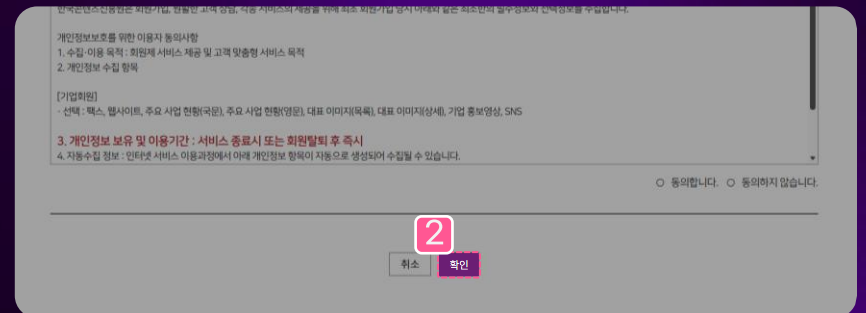 한국콘텐츠진흥원은 회원가입, 원활한 고객 상담, 각종 서비스의 제공을 위해 최초 회원가입 당시 아래와 같은 최소한의 필수정보와 선택정보를 수집합니다.
개인정보보호를 위한 이용자 동의사항
1. 수집·이용 목적 : 회원제 서비스 제공 및 고객 맞춤형 서비스 목적
2. 개인정보 수집 항목
[기업회원]
- 선택 : 팩스, 웹사이트, 주요 사업 현황(국문), 주요 사업 현황(영문), 대표 이미지(목록), 대표 이미지(상세), 기업 홍보영상, SNS
3. 개인정보 보유 및 이용기간 : 서비스 종료시 또는 회원탈퇴 후 즉시
4. 자동수집 정보 : 인터넷 서비스 이용과정에서 아래 개인정보 항목이 자동으로 생성되어 수집될 수 있습니다.
동의합니다. 동의하지 않습니다.
2
취소 확인